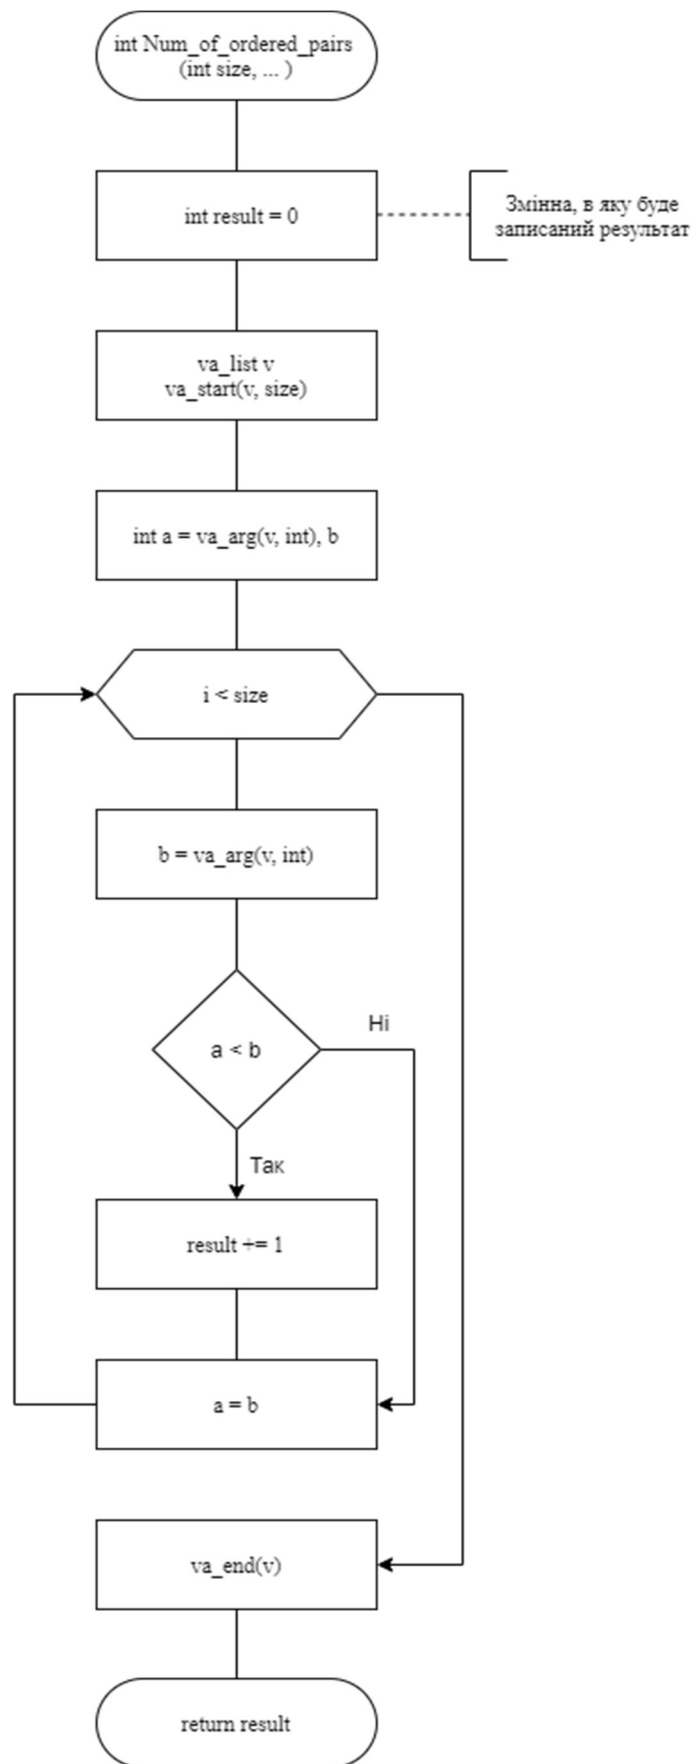 int Num_of_ordered_pairs
(int size, ... )
int result = 0
Змінна, в яку буде
записаний результат
va_list v
va_start(v, size)
int a = va_arg(v, int), b
i < size
b = va_arg(v, int)
a < b
Ні
Так
result += 1
a = b
va_end(v)
return result